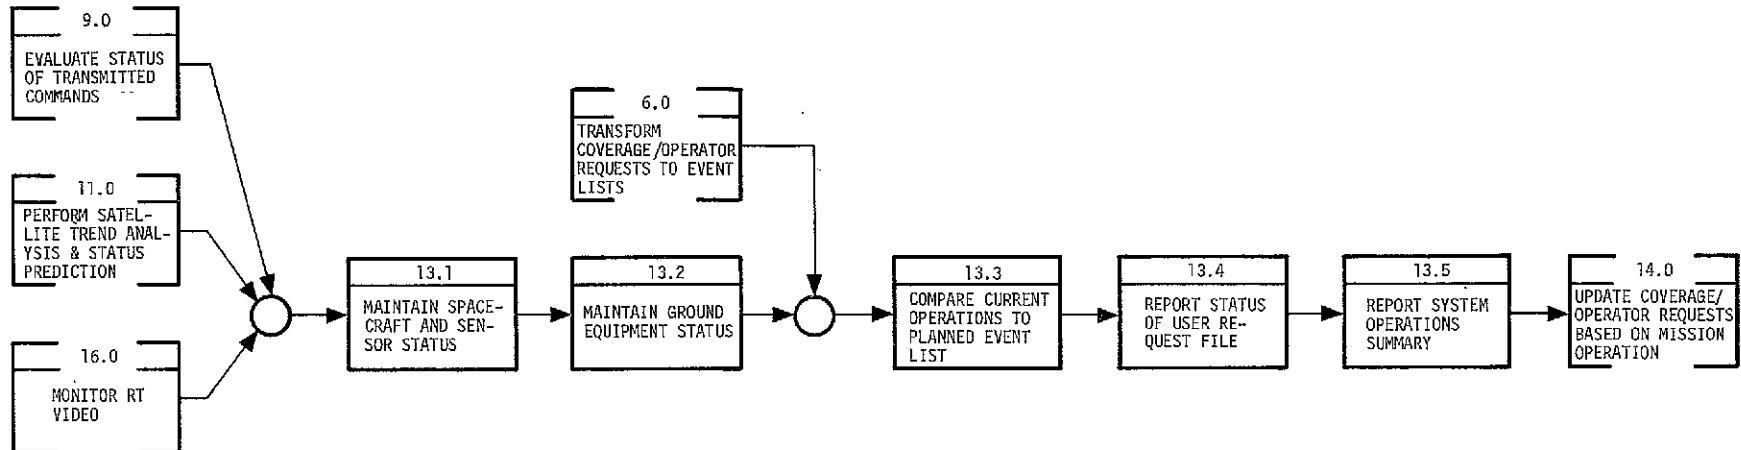 9.0
EVALUATE STATUS
OF TRANSMITTED
COMMANDS
11.0
PERFORM SATEL-
LITE TREND ANAL-
YSIS & STATUS
PREDICTION
16.0
MONITOR RT
VIDEO
13.1
MAINTAIN SPACE-
CRAFT AND SEN-
SOR STATUS
13.2
MAINTAIN GROUND
EQUIPMENT STATUS
6.0
TRANSFORM
COVERAGE/OPERATOR
REQUESTS TO EVENT
LISTS
13.3
COMPARE CURRENT
OPERATIONS TO
PLANNED EVENT
LIST
13.4
REPORT STATUS
OF USER RE-
QUEST FILE
13.5
REPORT SYSTEM
OPERATIONS
SUMMARY
14.0
UPDATE COVERAGE/
OPERATOR REQUESTS
BASED ON MISSION
OPERATION